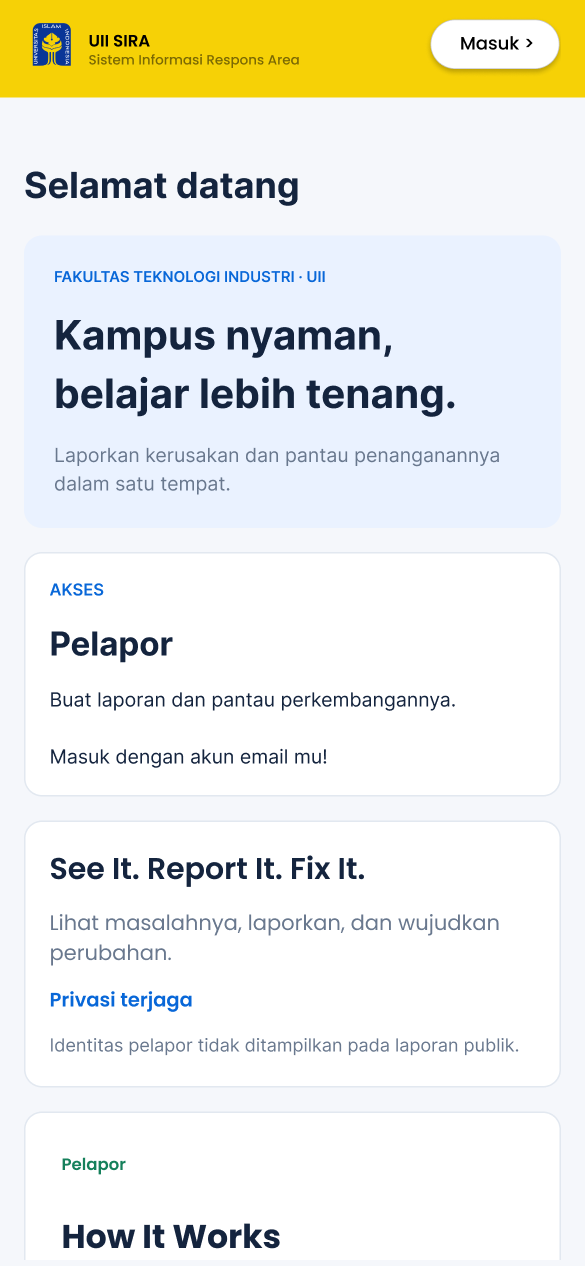 ISLAM
UNIVERSITAS
INDONESIA
UII SIRA
Sistem Informasi Respons Area
Masuk >
Selamat datang
FAKULTAS TEKNOLOGI INDUSTRI · UII
Kampus nyaman,
belajar lebih tenang.
Laporkan kerusakan dan pantau penanganannya
dalam satu tempat.
AKSES
Pelapor
Buat laporan dan pantau perkembangannya.
Masuk dengan akun email mu!
See It. Report It. Fix It.
Lihat masalahnya, laporkan, dan wujudkan
perubahan.
Privasi terjaga
Identitas pelapor tidak ditampilkan pada laporan publik.
Pelapor
How It Works